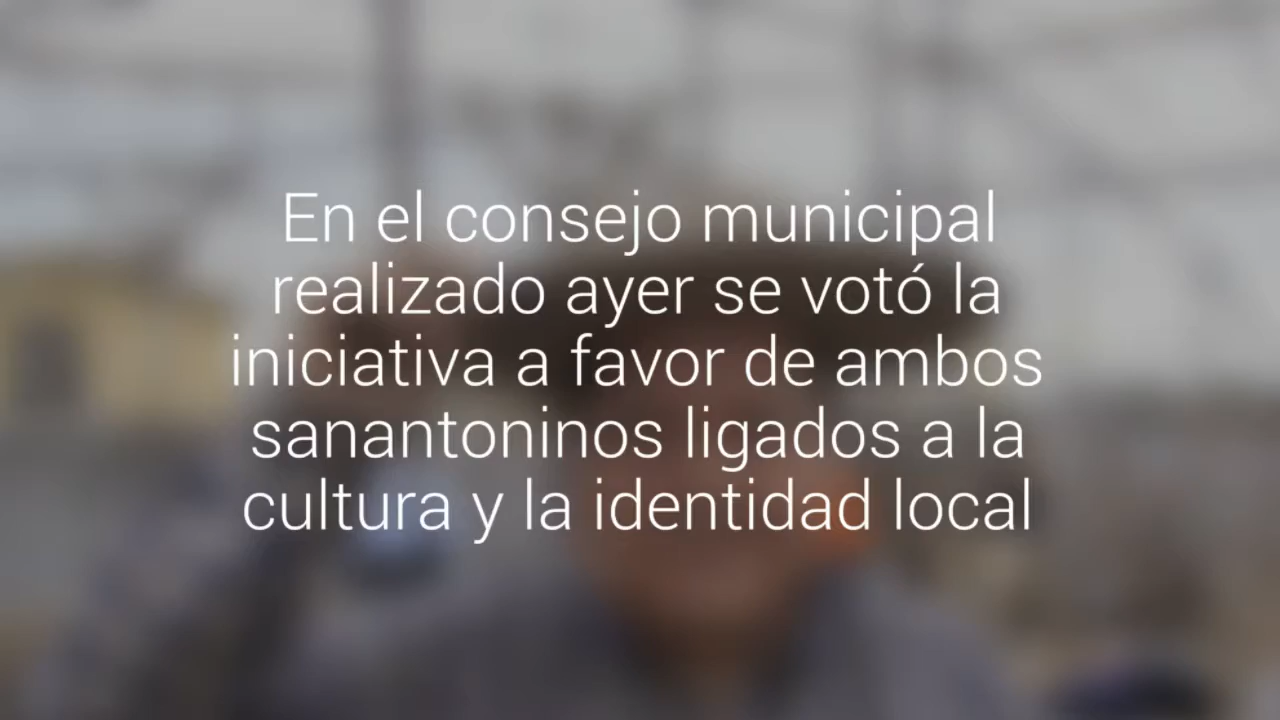 En el consejo municipal
realizado ayer se votó la
iniciativa a favor de ambos
sanantoninos ligados a la
cultura y la identidad local